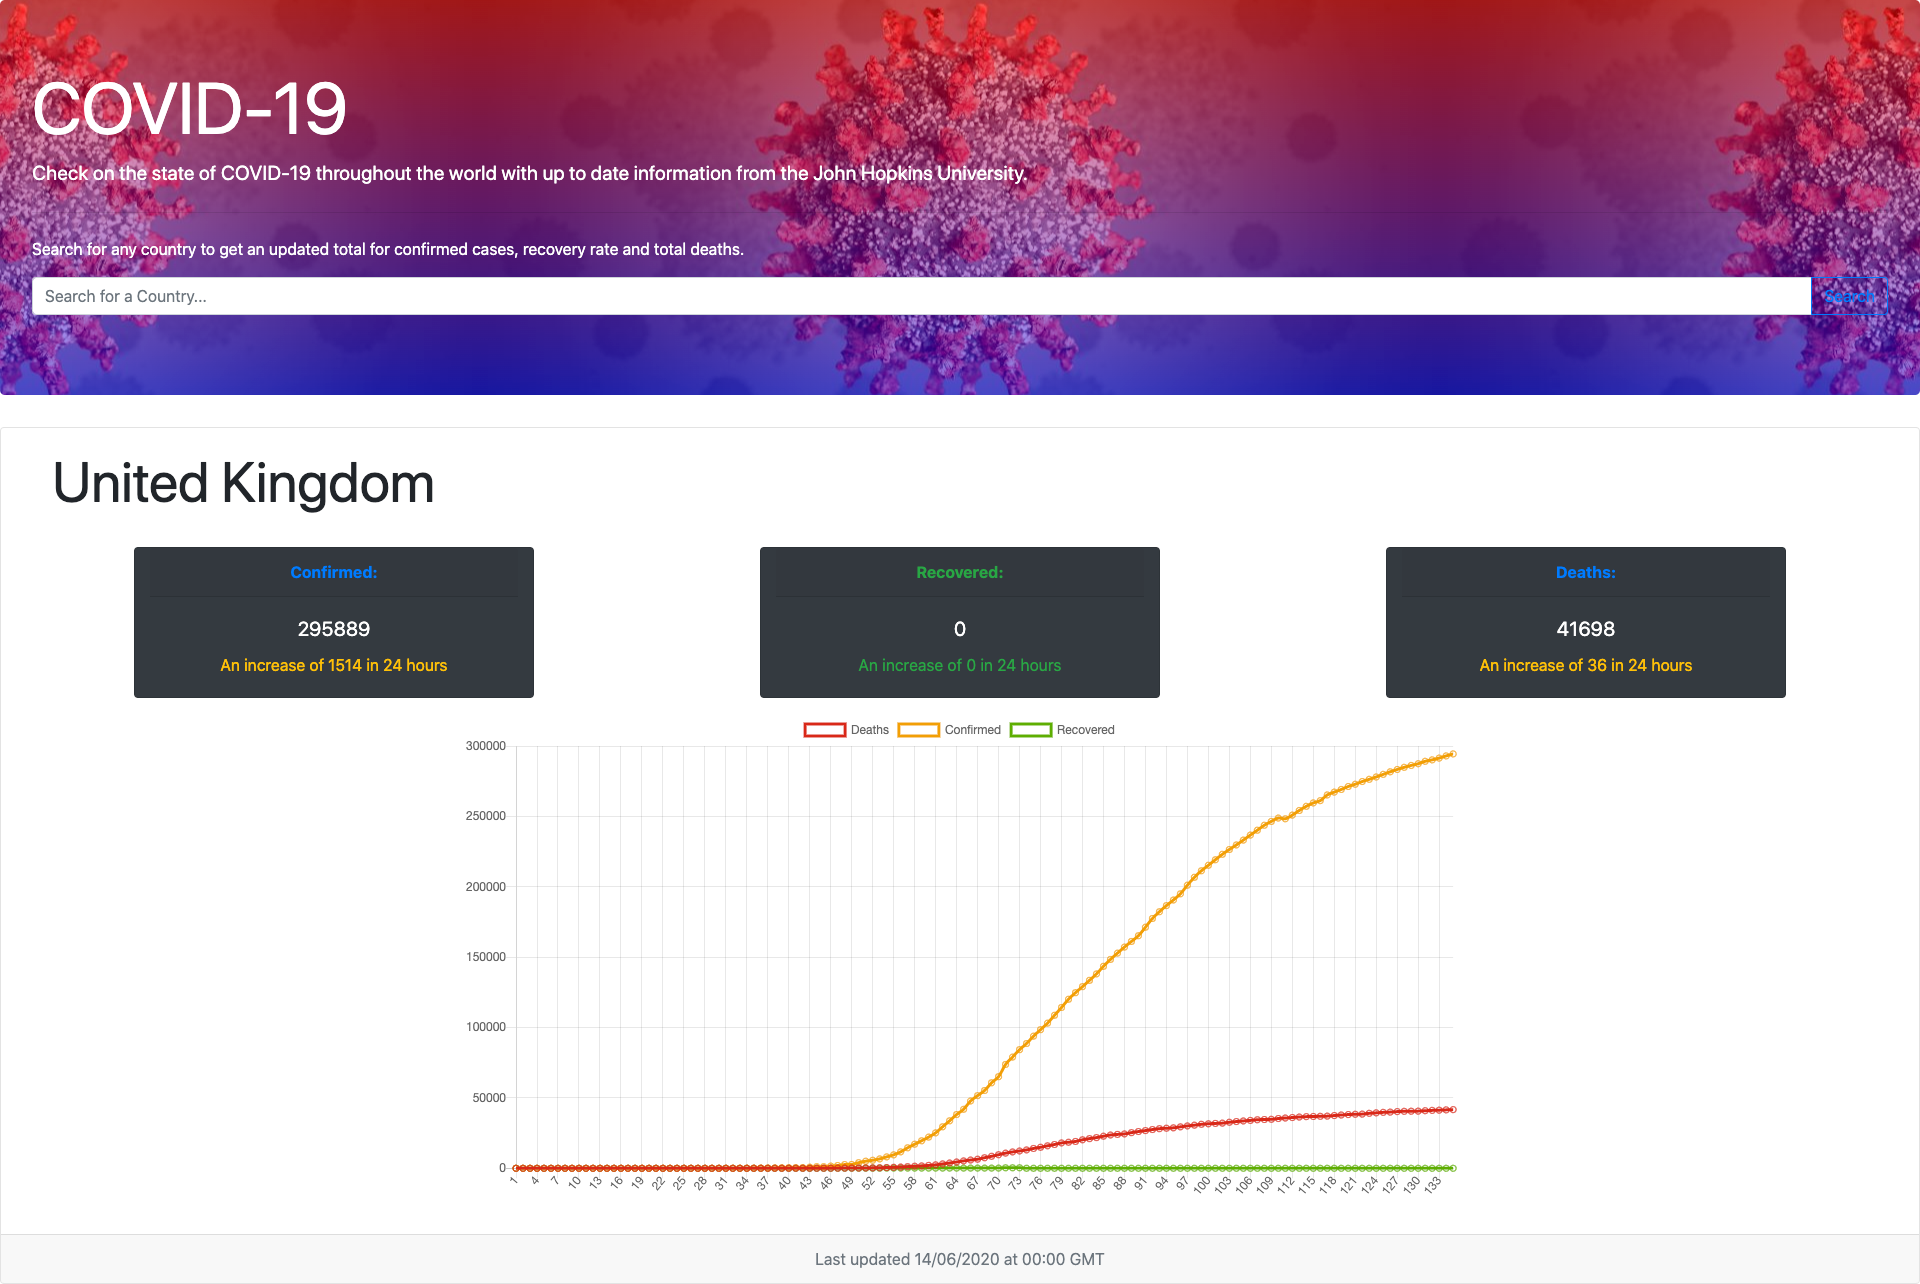 COVID-19
Check on the state of COVID-19 throughout the world with up to date information from the John Hopkins University.
Search for any country to get an updated total for confirmed cases, recovery rate and total deaths.
Search for a Country...
Search
United Kingdom
Confirmed:
295889
An increase of 1514 in 24 hours
Recovered:
0
An increase of 0 in 24 hours
Deaths:
41698
An increase of 36 in 24 hours
Deaths Confirmed Recovered
300000
250000
200000
150000
100000
50000
0
1 4 7 10 13 16 19 22 25 28 31 34 37 40 43 46 49 52 55 58 61 64 67 70 73 76 79 82 85 88 91 94 97 100 103 106 109 112 115 118 121 124 127 130 133
Last updated 14/06/2020 at 00:00 GMT